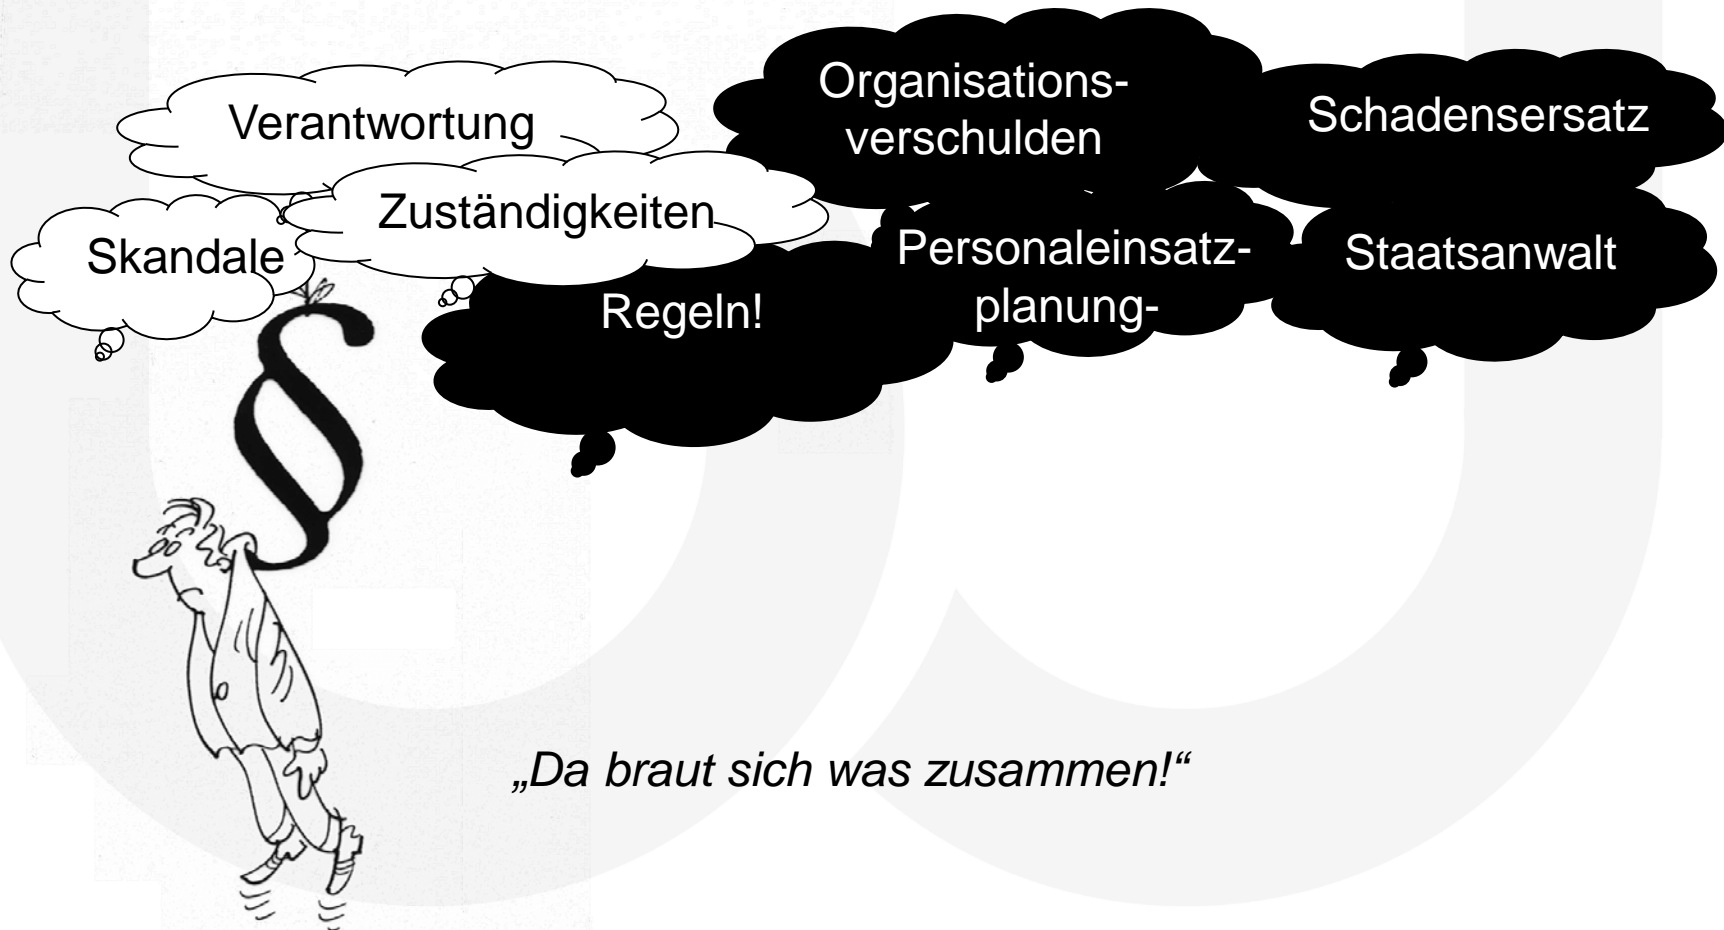 Verantwortung
Organisations-
verschulden
Schadensersatz
Skandale
Zuständigkeiten
Regeln!
Personaleinsatz-
planung-
Staatsanwalt
§
„Da braut sich was zusammen!“